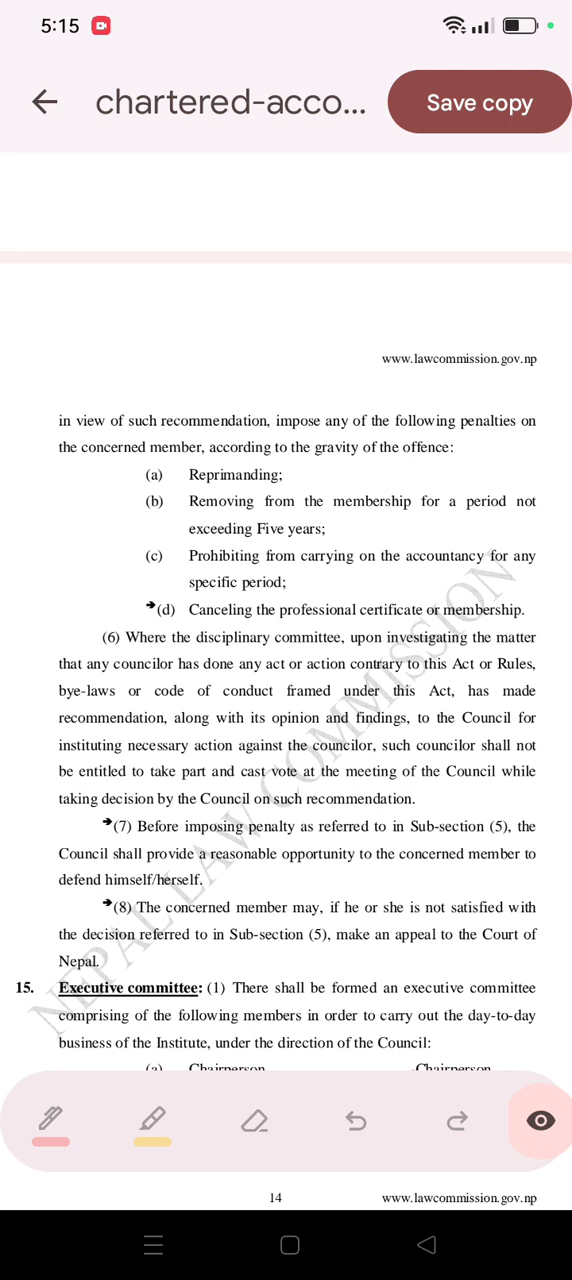 5:15
chartered-acco...
Save copy
www.lawcommission.gov.np
in view of such recommendation, impose any of the following penalties on
the concerned member, according to the gravity of the offence:
(a) Reprimanding;
(b) Removing from the membership for a period not
exceeding Five years;
(c) Prohibiting from carrying on the accountancy for any
specific period;
(d) Canceling the professional certificate or membership.
(6) Where the disciplinary committee, upon investigating the matter
that any councilor has done any act or action contrary to this Act or Rules,
bye-laws or code of conduct framed under this Act, has made
recommendation, along with its opinion and findings, to the Council for
instituting necessary action against the councilor, such councilor shall not
be entitled to take part and cast vote at the meeting of the Council while
taking decision by the Council on such recommendation.
(7) Before imposing penalty as referred to in Sub-section (5), the
Council shall provide a reasonable opportunity to the concerned member to
defend himself/herself.
(8) The concerned member may, if he or she is not satisfied with
the decision referred to in Sub-section (5), make an appeal to the Court of
Nepal.
15. Executive committee: (1) There shall be formed an executive committee
comprising of the following members in order to carry out the day-to-day
business of the Institute, under the direction of the Council:
(a) Chairperson -Chairperson
14 www.lawcommission.gov.np
NEPAL LAW COMMISSION